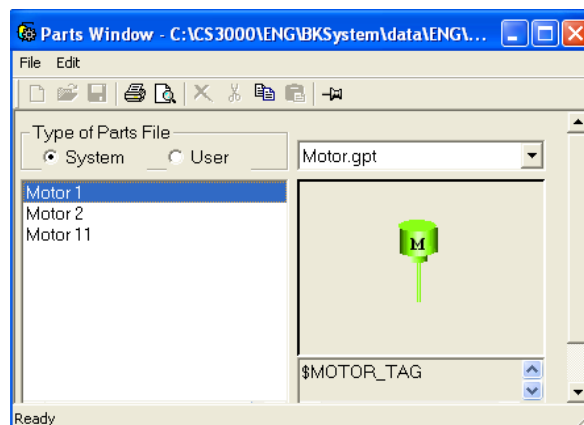 Parts Window - C:\CS3000\ENG\BKSystem\data\ENG\...
File Edit
Type of Parts File
System User
Motor.gpt
Motor 1
Motor 2
Motor 11
M
$MOTOR_TAG
Ready